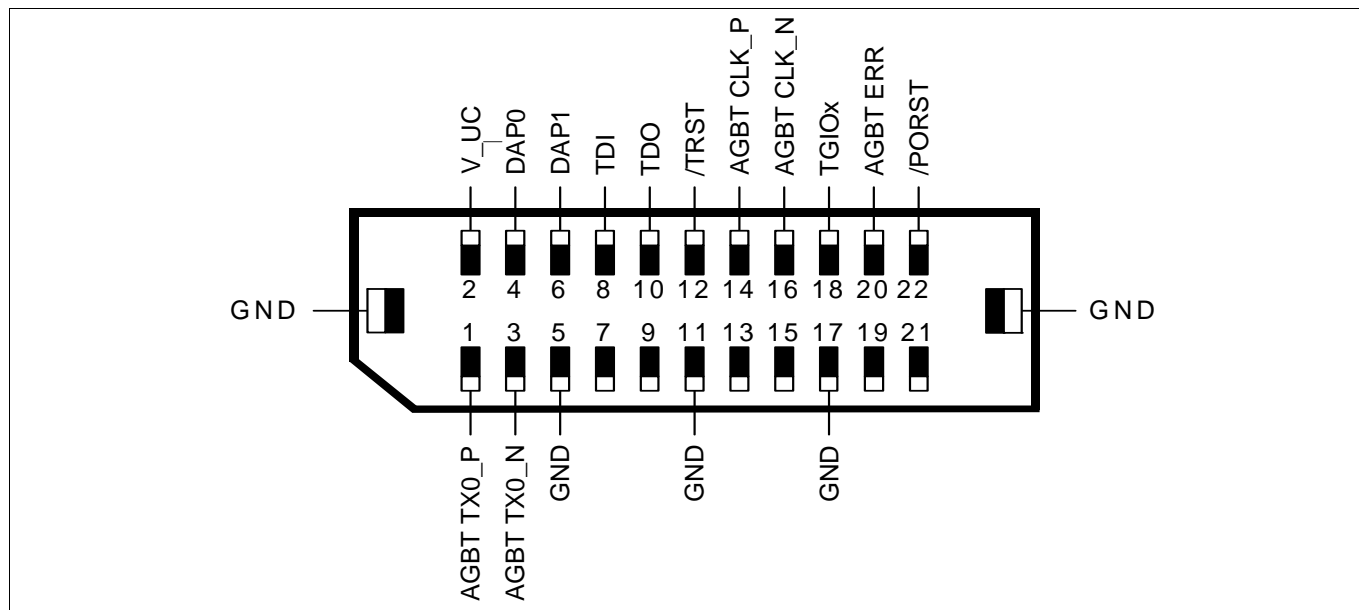 V_UC
DAP0
DAP1
TDI
TDO
/TRST
AGBT CLK_P
AGBT CLK_N
TGIOx
AGBT ERR
/PORST
2 4 6 8 10 12 14 16 18 20 22
GND
GND
1 3 5 7 9 11 13 15 17 19 21
AGBT TX0_P
AGBT TX0_N
GND
GND
GND